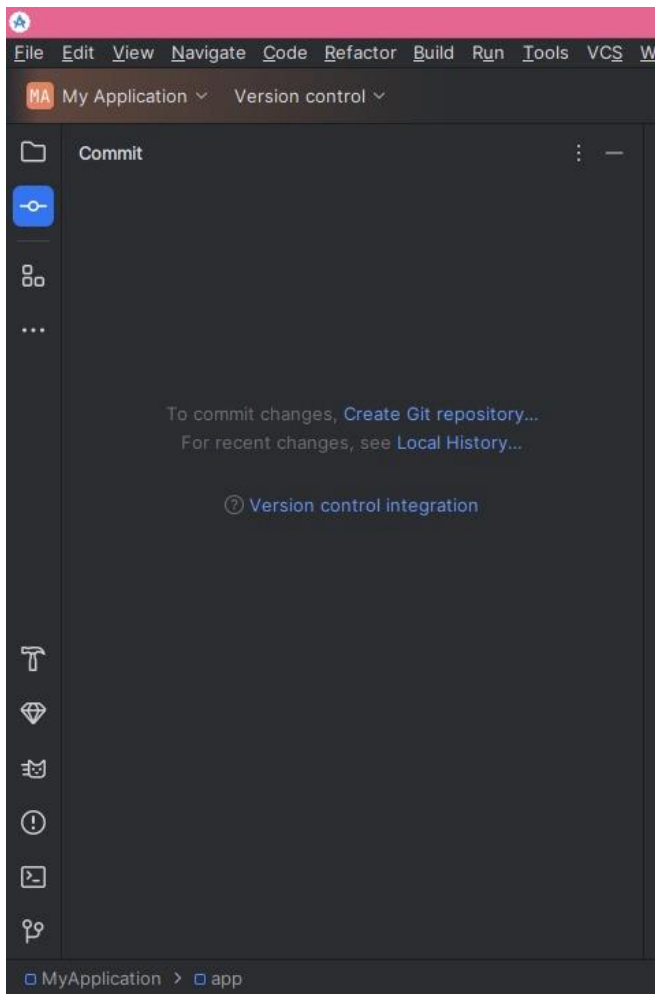 File Edit View Navigate Code Refactor Build Run Tools VCS W
MA My Application Version control
Commit
To commit changes, Create Git repository...
For recent changes, see Local History...
? Version control integration
MyApplication > app